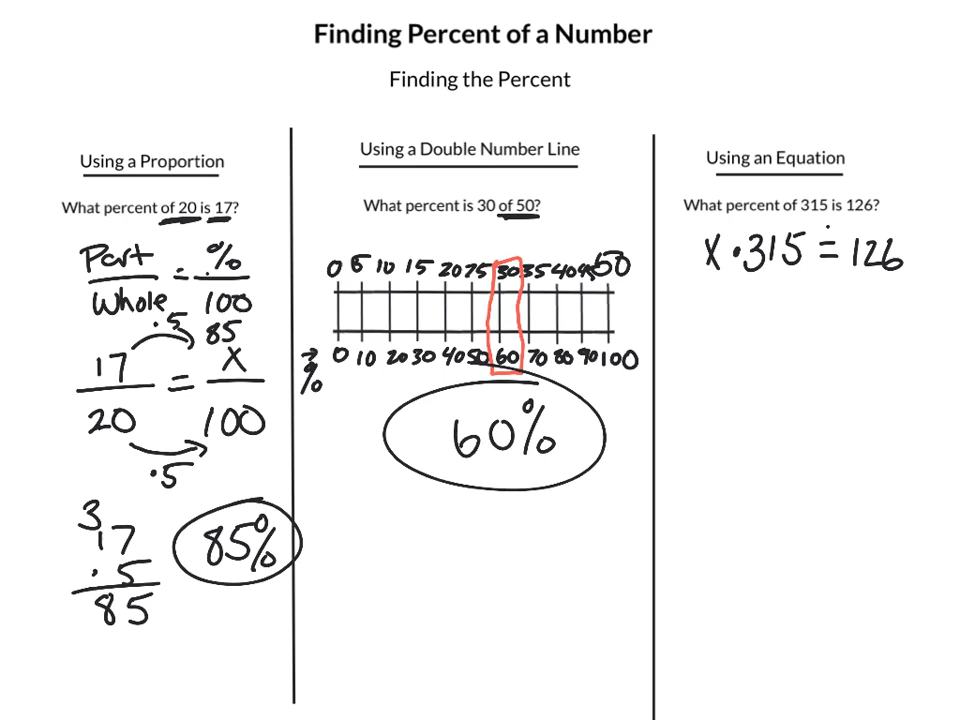 Finding Percent of a Number
Finding the Percent
Using a Proportion
What percent of 20 is 17?
Part = %
Whole 100
·5 85
17 = x
20 100
·5
3
17
·5
85
85%
Using a Double Number Line
What percent is 30 of 50?
0 5 10 15 20 25 30 35 40 45 50
% 0 10 20 30 40 50 60 70 80 90 100
60%
Using an Equation
What percent of 315 is 126?
x·315 = 126